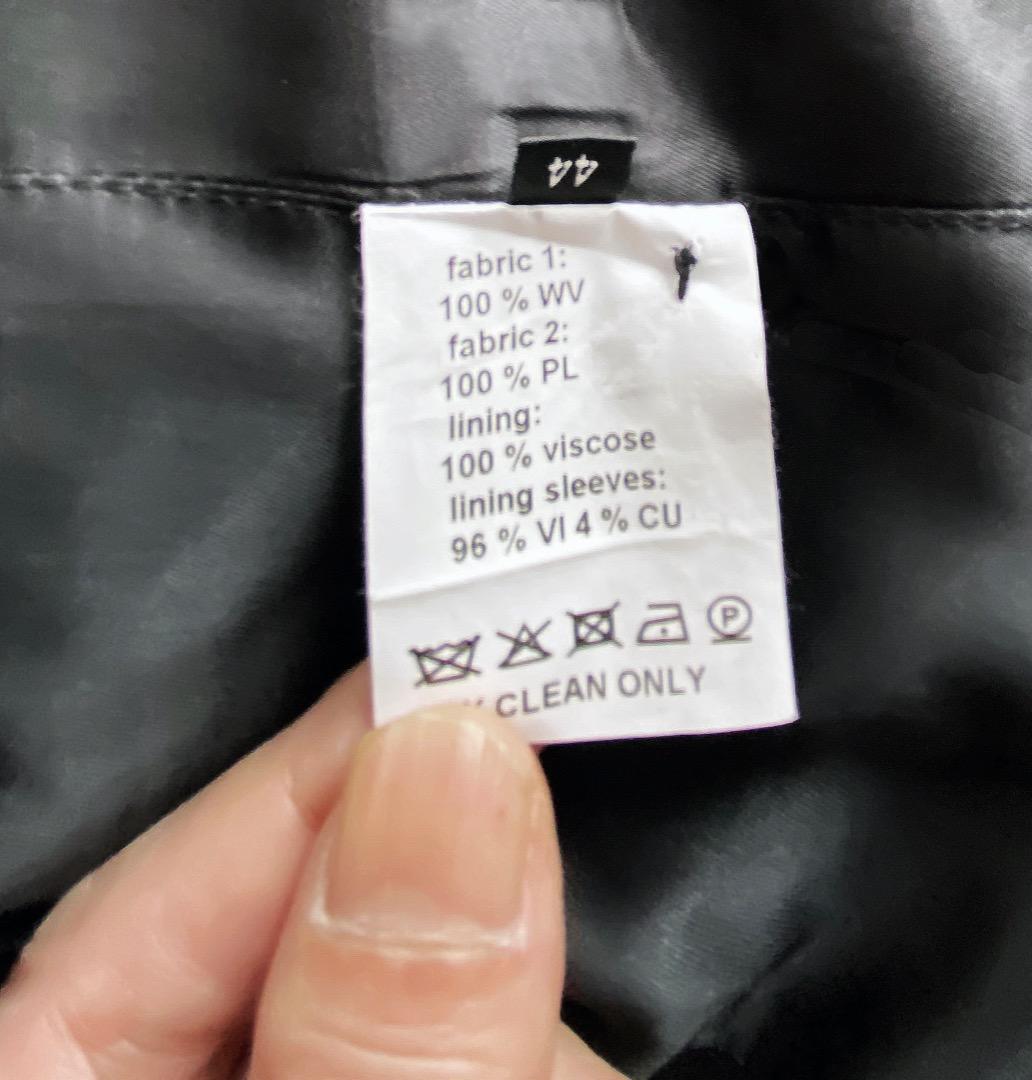 44
fabric 1:
100 % WV
fabric 2:
100 % PL
lining:
100 % viscose
lining sleeves:
96 % VI 4 % CU
P
CLEAN ONLY